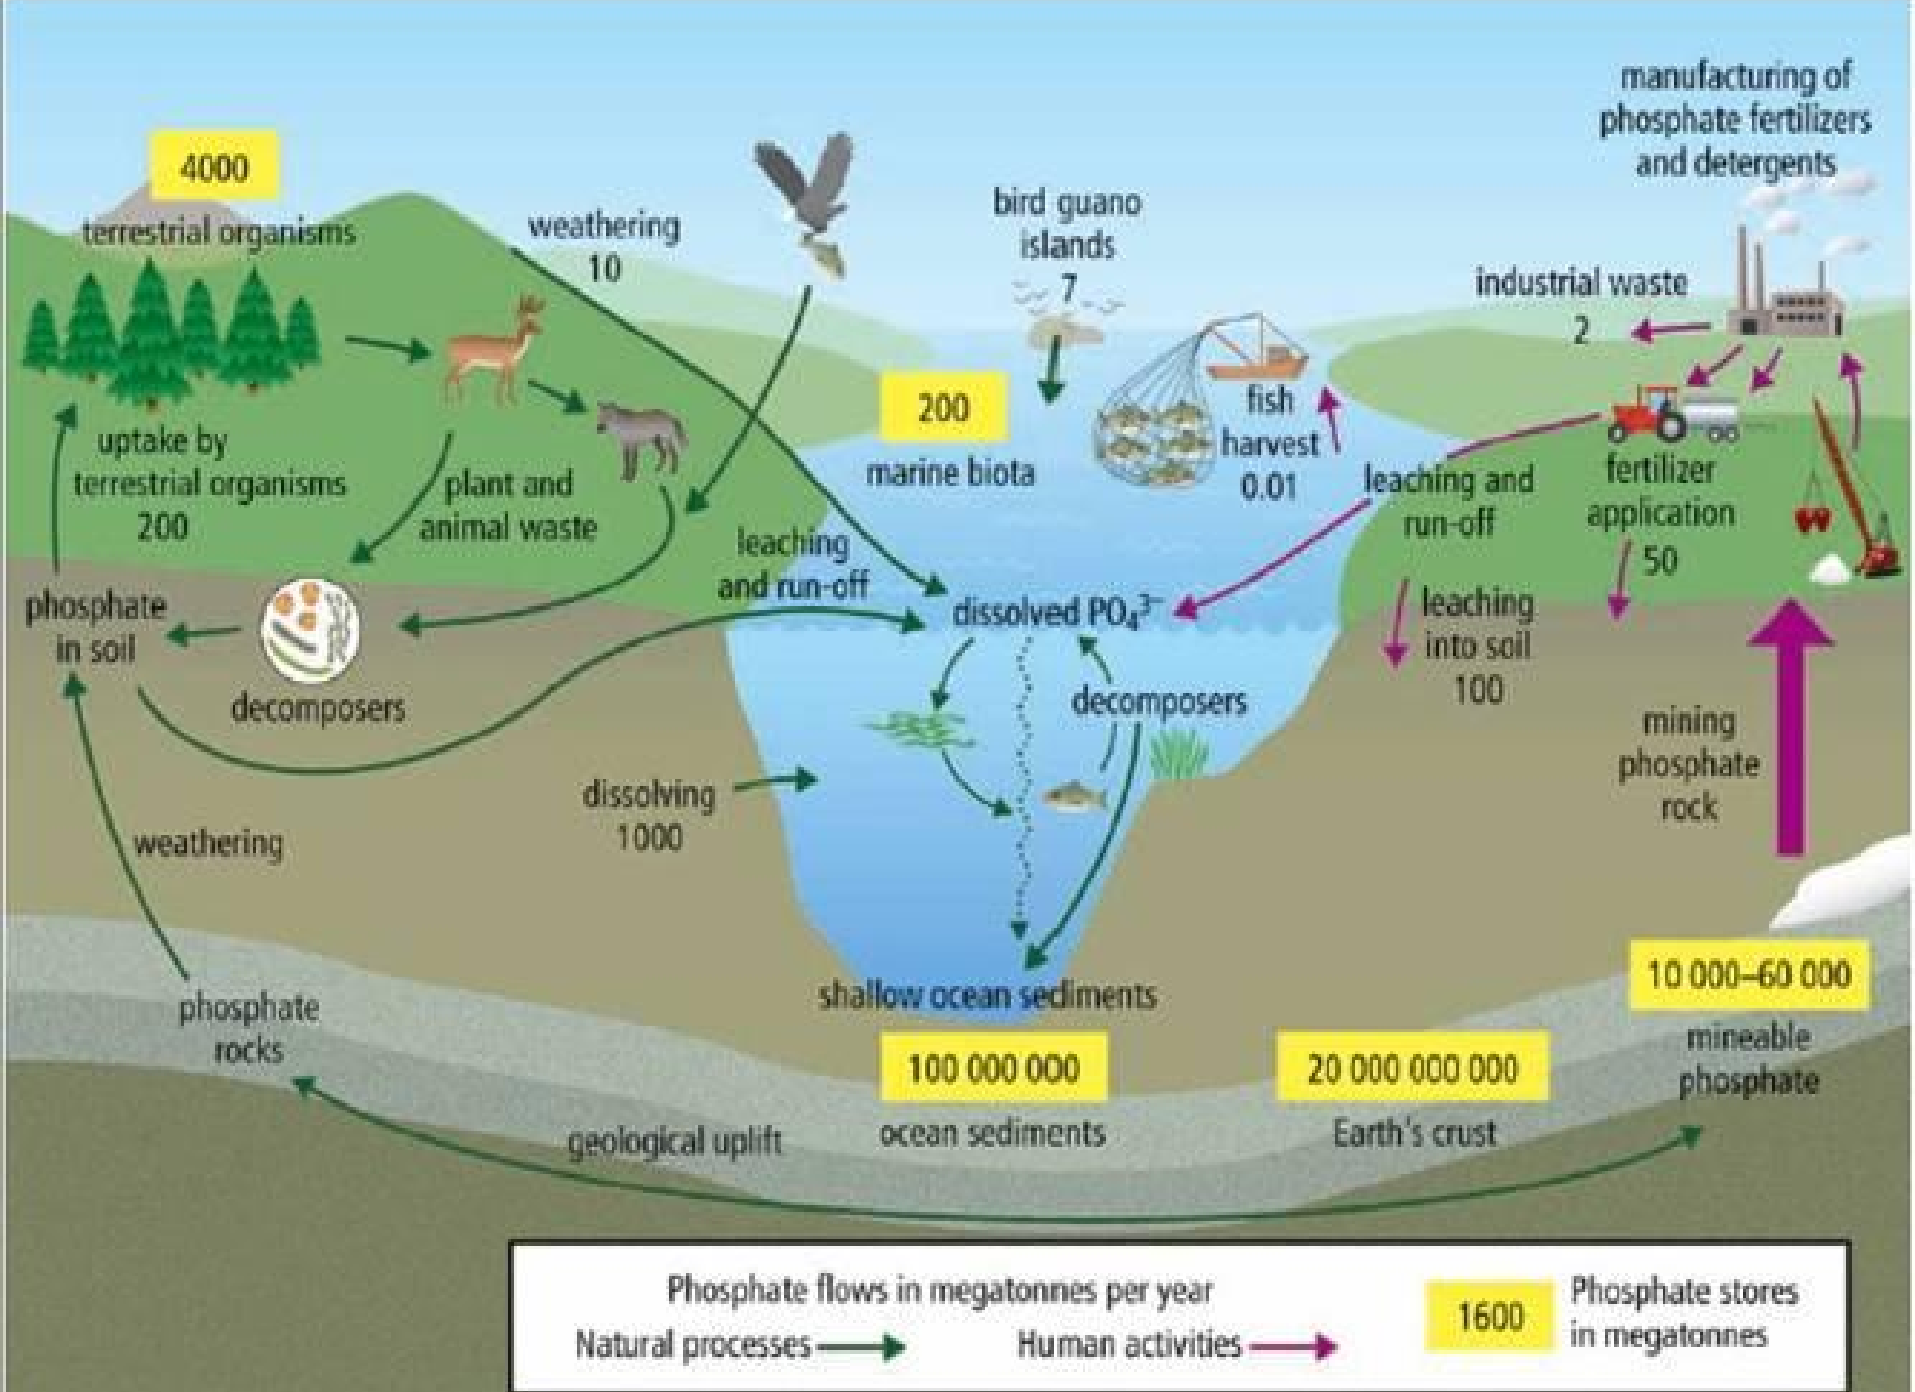 manufacturing of
phosphate fertilizers
and detergents
4000
terrestrial organisms
weathering
10
bird guano
islands
7
industrial waste
2
200
marine biota
fish
harvest
0.01
uptake by
terrestrial organisms
200
plant and
animal waste
leaching and
run-off
fertilizer
application
50
leaching
and run-off
phosphate
in soil
dissolved PO₄³⁻
leaching
into soil
100
decomposers
decomposers
mining
phosphate
rock
dissolving
1000
weathering
phosphate
rocks
shallow ocean sediments
100 000 000
ocean sediments
20 000 000 000
Earth's crust
10 000–60 000
mineable
phosphate
geological uplift
Phosphate flows in megatonnes per year
Natural processes
Human activities
1600
Phosphate stores
in megatonnes